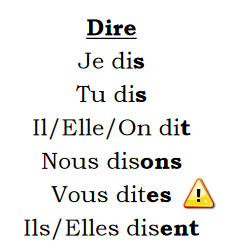 Dire
Je dis
Tu dis
Il/Elle/On dit
Nous disons
Vous dites
Ils/Elles disent